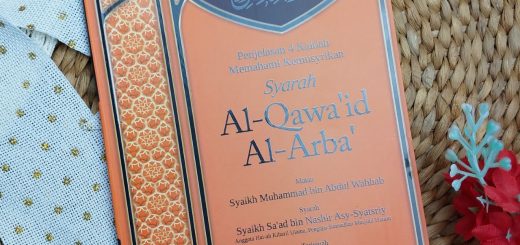 Penjelasan 4 Kaidah
Memahami Kemusyrikan
Syarah
Al-Qawa'id
Al-Arba'
Matan:
Syaikh Muhammad bin Abdul Wahhab
Syarah:
Syaikh Sa'ad bin Nashir Asy-Syatsriy